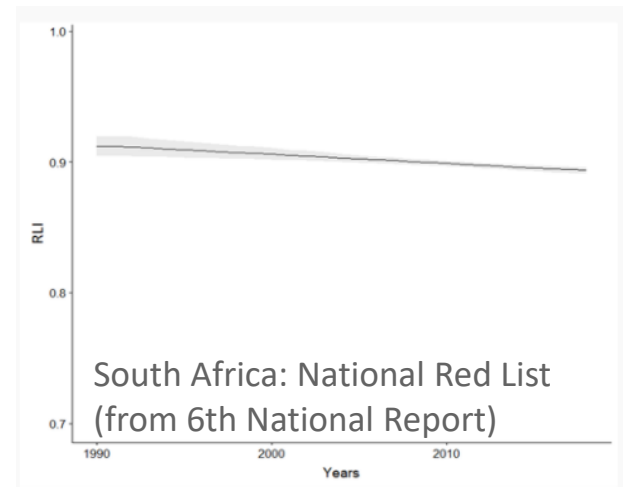 1.0
0.9
RLI
0.8
South Africa: National Red List
(from 6th National Report)
0.7
1990 2000 2010
Years